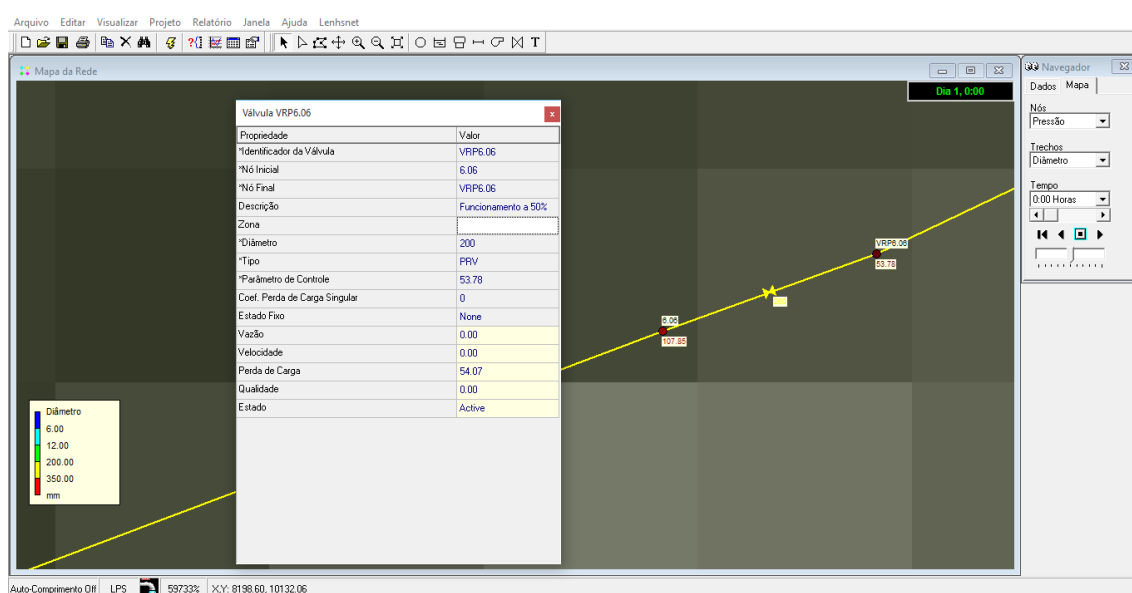 Arquivo Editar Visualizar Projeto Relatório Janela Ajuda Lenhsnet
T
Mapa da Rede
Dia 1, 0:00
Válvula VRP6.06
Propriedade Valor
*Identificador da Válvula VRP6.06
*Nó Inicial 6.06
*Nó Final VRP6.06
Descrição Funcionamento a 50%
Zona
*Diâmetro 200
*Tipo PRV
*Parâmetro de Controle 53.78
Coef. Perda de Carga Singular 0
Estado Fixo None
Vazão 0.00
Velocidade 0.00
Perda de Carga 54.07
Qualidade 0.00
Estado Active
VRP6.06
53.78
6.06
107.85
Diâmetro
6.00
12.00
200.00
350.00
mm
Navegador
Dados Mapa
Nós
Pressão
Trechos
Diâmetro
Tempo
0:00 Horas
Auto-Comprimento Off LPS 59733% X,Y: 8198.60, 10132.06